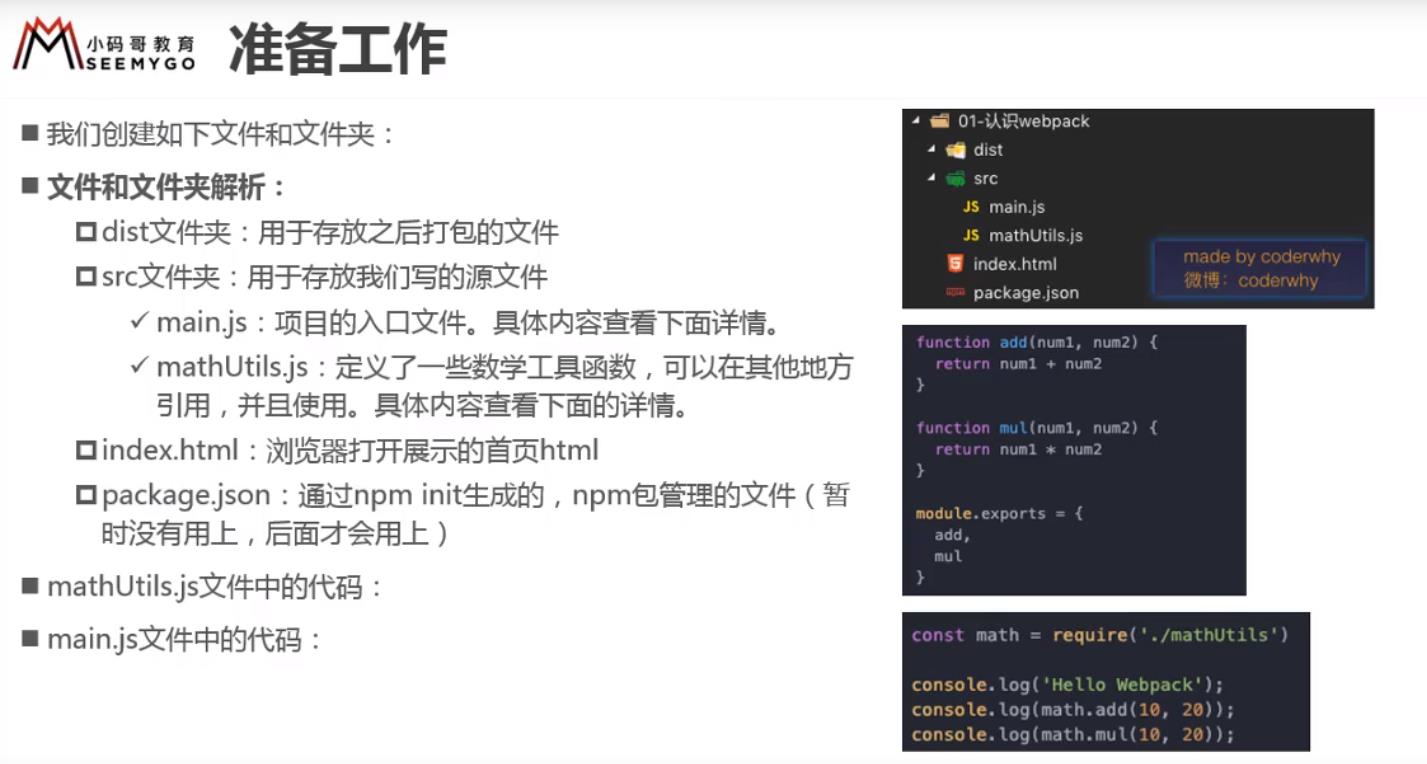 小码哥教育
SEEMYGO
准备工作
我们创建如下文件和文件夹：
文件和文件夹解析：
dist文件夹：用于存放之后打包的文件
src文件夹：用于存放我们写的源文件
main.js：项目的入口文件。具体内容查看下面详情。
mathUtils.js：定义了一些数学工具函数，可以在其他地方
引用，并且使用。具体内容查看下面的详情。
index.html：浏览器打开展示的首页html
package.json：通过npm init生成的，npm包管理的文件（暂
时没有用上，后面才会用上）
mathUtils.js文件中的代码：
main.js文件中的代码：
01-认识webpack
dist
src
JS main.js
JS mathUtils.js
index.html
package.json
made by coderwhy
微博：coderwhy
function add(num1, num2) {
  return num1 + num2
}
function mul(num1, num2) {
  return num1 * num2
}
module.exports = {
  add,
  mul
}
const math = require('./mathUtils')
console.log('Hello Webpack');
console.log(math.add(10, 20));
console.log(math.mul(10, 20));